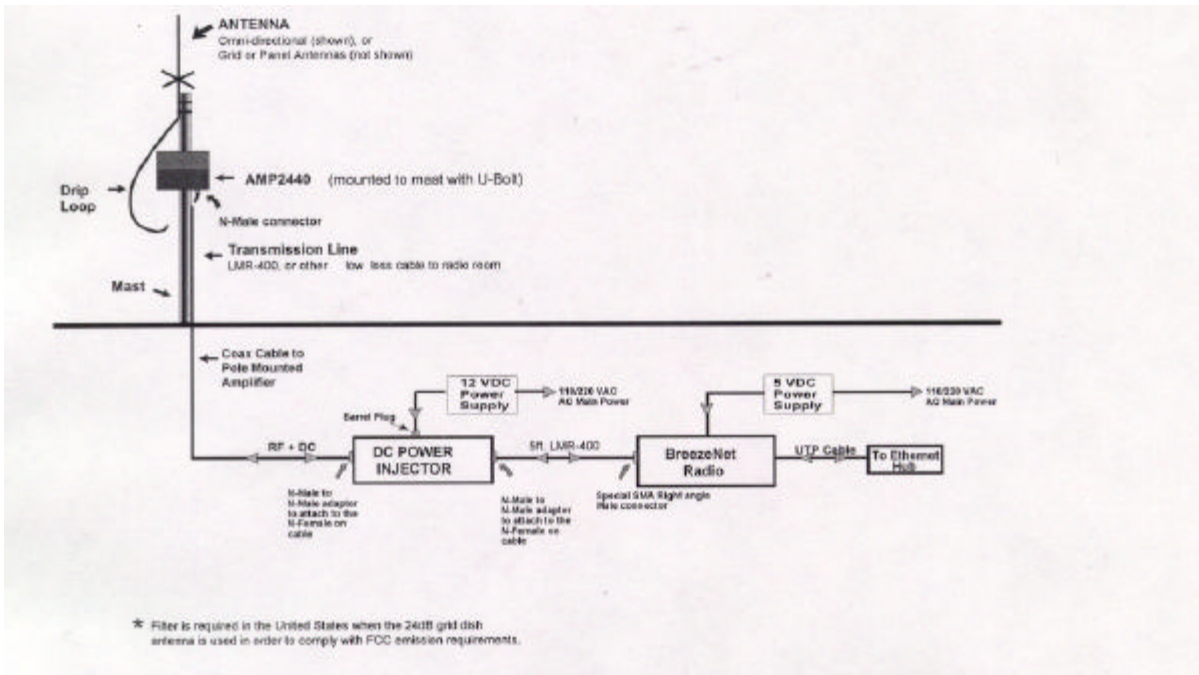 ANTENNA
Omni-directional (shown), or
Grid or Panel Antennas (not shown)
AMP2440 (mounted to mast with U-Bolt)
Drip
Loop
N-Male connector
Transmission Line
LMR-400, or other low loss cable to radio room
Mast
Coax Cable to
Pole Mounted
Amplifier
12 VDC
Power
Supply
110/220 VAC
AC Main Power
5 VDC
Power
Supply
110/220 VAC
AC Main Power
Barrel Plug
RF + DC
DC POWER
INJECTOR
5ft. LMR-400
BreezeNet
Radio
UTP Cable
To Ethernet
Hub
N-Male to
N-Male adapter
to attach to the
N-Female on
cable
N-Male to
N-Male adapter
to attach to the
N-Female on
cable
Special SMA Right angle
Male connector
* Filter is required in the United States when the 24dB grid dish
antenna is used in order to comply with FCC emission requirements.